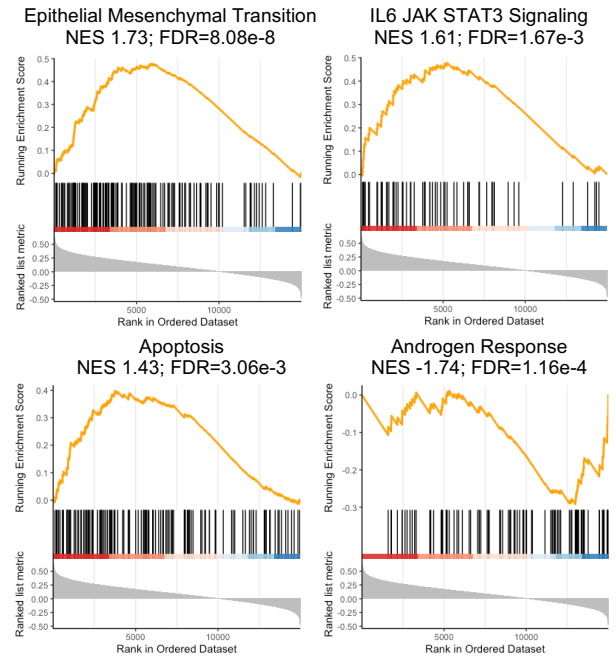 Epithelial Mesenchymal Transition
NES 1.73; FDR=8.08e-8
Running Enrichment Score
0.5
0.4
0.3
0.2
0.1
0.0
Ranked list metric
0.50
0.25
0.00
-0.25
-0.50
5000
10000
Rank in Ordered Dataset
IL6 JAK STAT3 Signaling
NES 1.61; FDR=1.67e-3
Running Enrichment Score
0.5
0.4
0.3
0.2
0.1
0.0
Ranked list metric
0.50
0.25
0.00
-0.25
-0.50
5000
10000
Rank in Ordered Dataset
Apoptosis
NES 1.43; FDR=3.06e-3
Running Enrichment Score
0.4
0.3
0.2
0.1
0.0
Ranked list metric
0.50
0.25
0.00
-0.25
-0.50
5000
10000
Rank in Ordered Dataset
Androgen Response
NES -1.74; FDR=1.16e-4
Running Enrichment Score
0.0
-0.1
-0.2
-0.3
Ranked list metric
0.50
0.25
0.00
-0.25
-0.50
5000
10000
Rank in Ordered Dataset